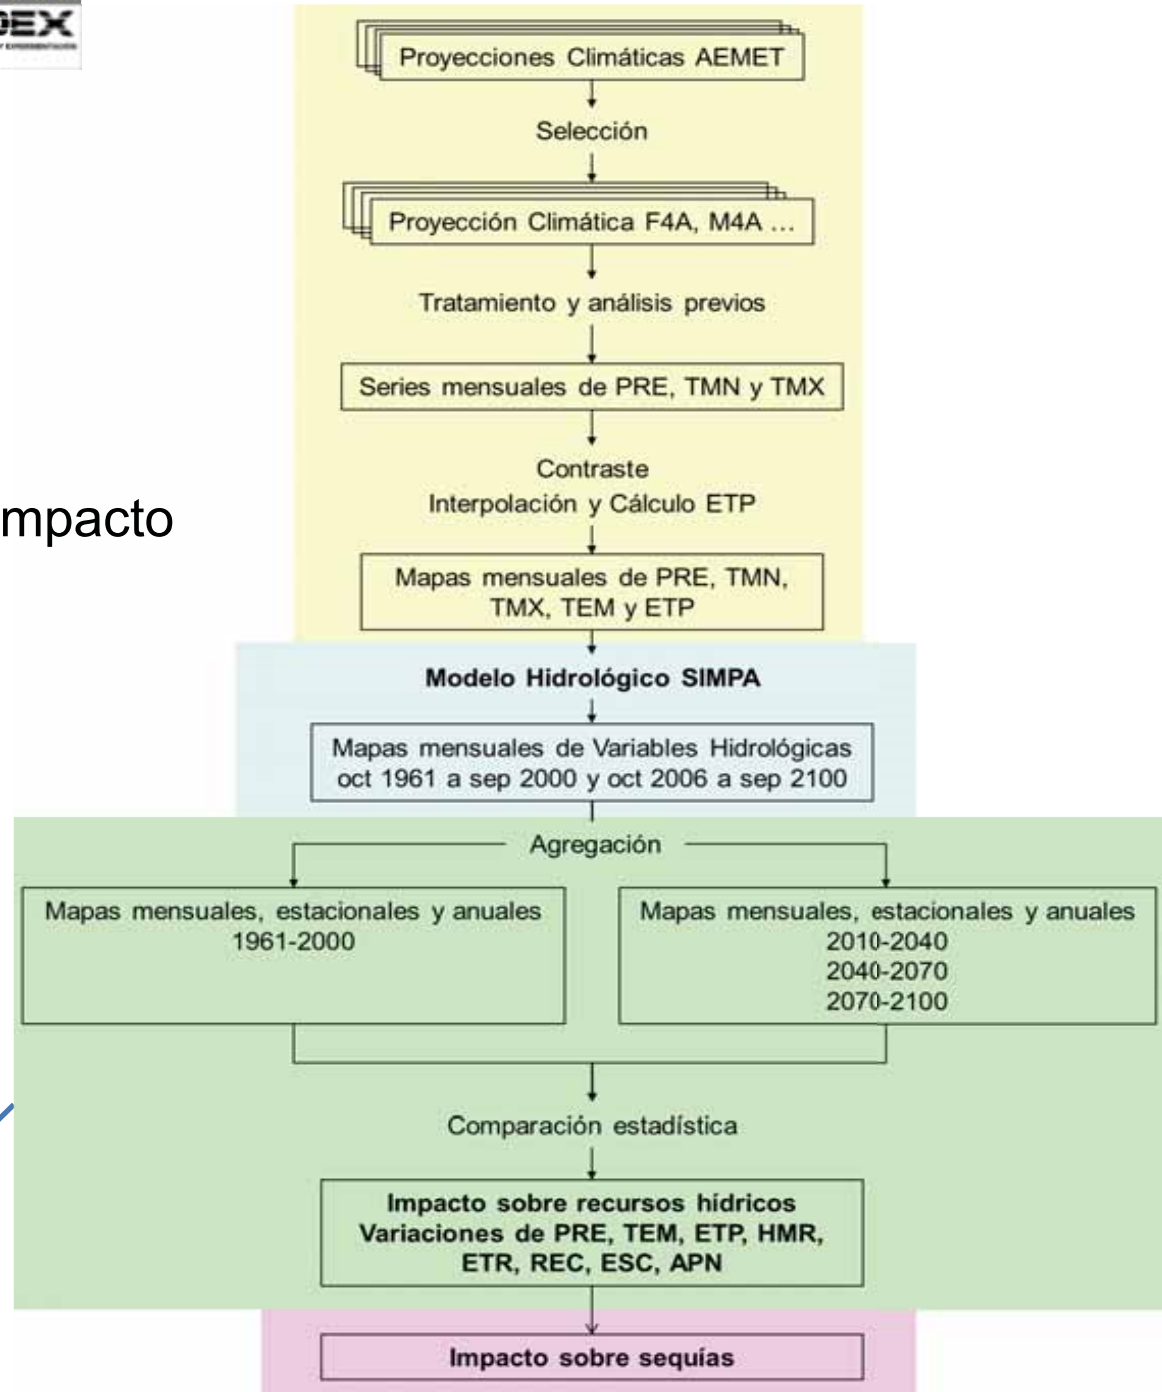 Proyecciones Climáticas AEMET
Selección
Proyección Climática F4A, M4A ...
Tratamiento y análisis previos
Series mensuales de PRE, TMN y TMX
Contraste
Interpolación y Cálculo ETP
mpacto
Mapas mensuales de PRE, TMN,
TMX, TEM y ETP
Modelo Hidrológico SIMPA
Mapas mensuales de Variables Hidrológicas
oct 1961 a sep 2000 y oct 2006 a sep 2100
Agregación
Mapas mensuales, estacionales y anuales
1961-2000
Mapas mensuales, estacionales y anuales
2010-2040
2040-2070
2070-2100
Comparación estadística
Impacto sobre recursos hídricos
Variaciones de PRE, TEM, ETP, HMR,
ETR, REC, ESC, APN
Impacto sobre sequías